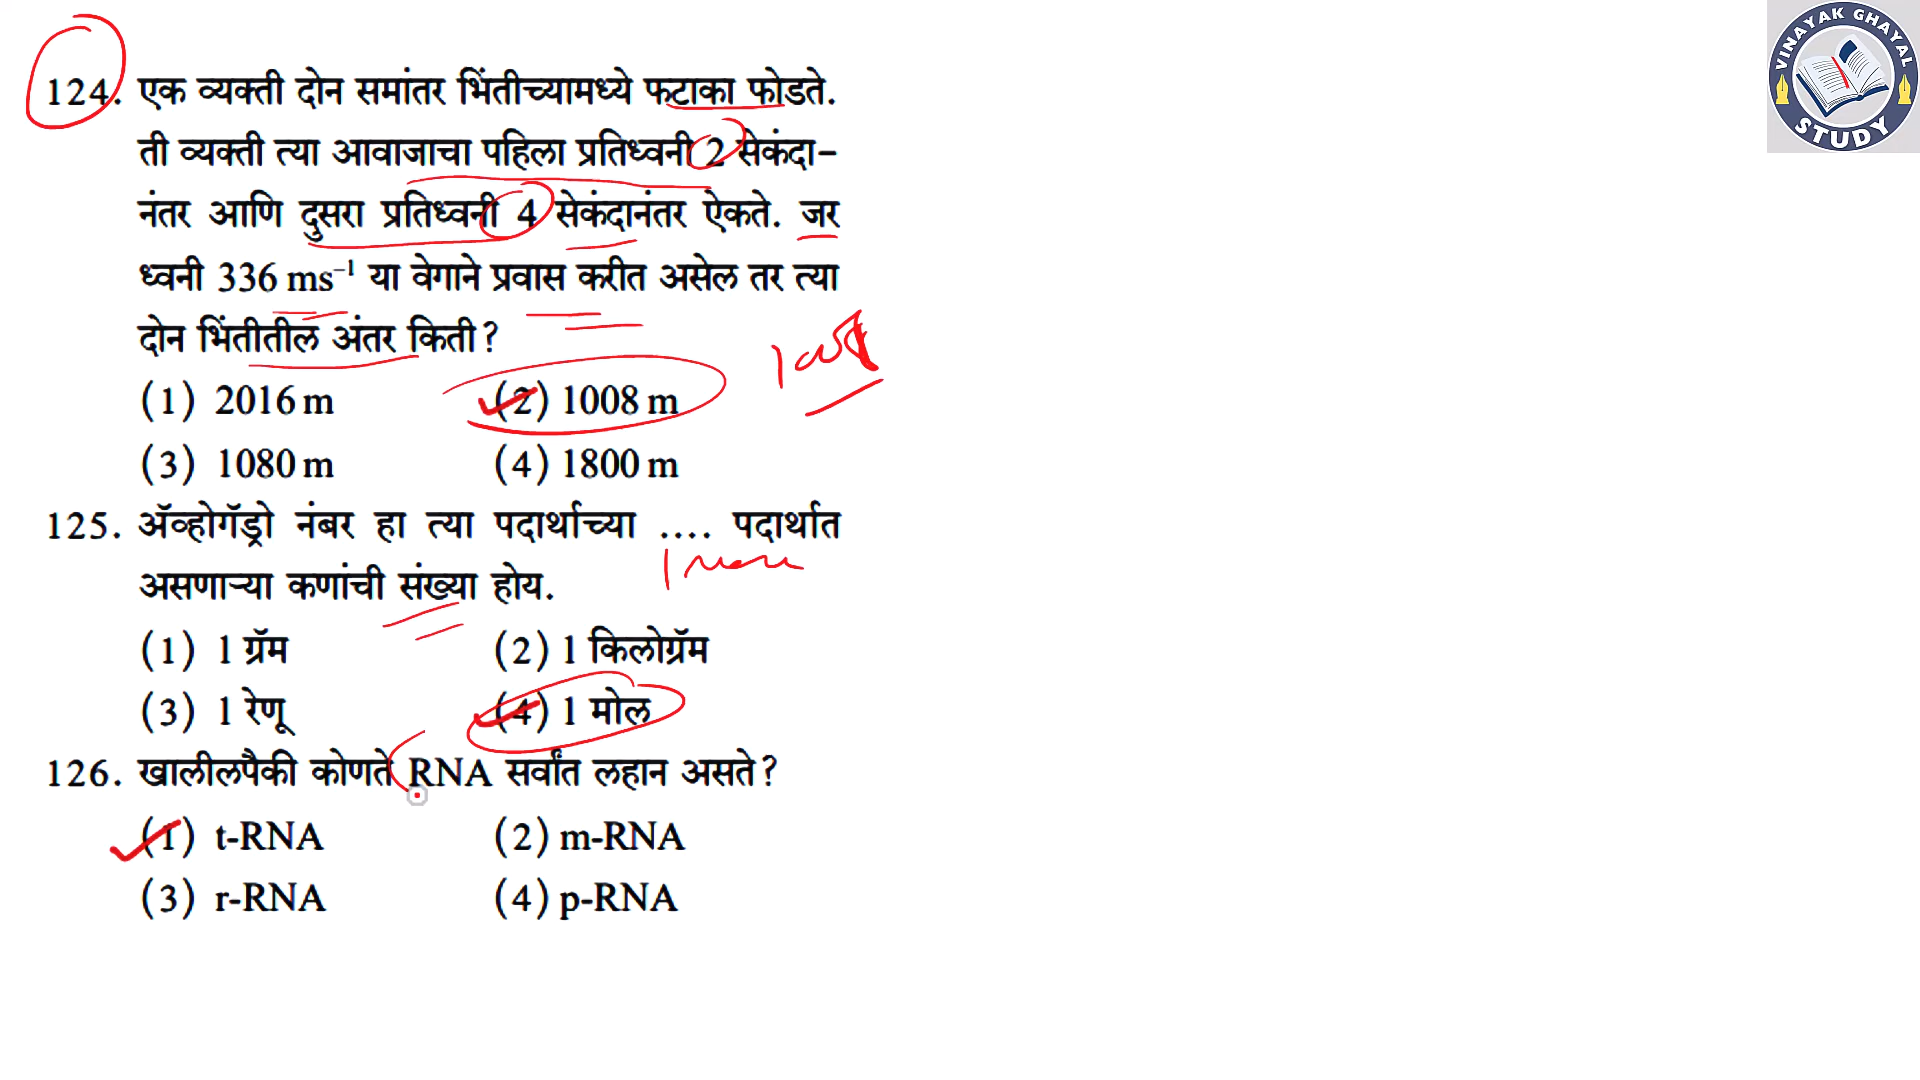 VINAYAK GHAYAL
STUDY
124. एक व्यक्ती दोन समांतर भिंतीच्यामध्ये फटाका फोडते.
ती व्यक्ती त्या आवाजाचा पहिला प्रतिध्वनी 2 सेकंदा-
नंतर आणि दुसरा प्रतिध्वनी 4 सेकंदानंतर ऐकते. जर
ध्वनी 336 ms⁻¹ या वेगाने प्रवास करीत असेल तर त्या
दोन भिंतीतील अंतर किती?
(1) 2016 m (2) 1008 m
(3) 1080 m (4) 1800 m
125. ॲव्होगॅड्रो नंबर हा त्या पदार्थाच्या .... पदार्थात
असणाऱ्या कणांची संख्या होय.
(1) 1 ग्रॅम (2) 1 किलोग्रॅम
(3) 1 रेणू (4) 1 मोल
126. खालीलपैकी कोणते RNA सर्वांत लहान असते?
(1) t-RNA (2) m-RNA
(3) r-RNA (4) p-RNA